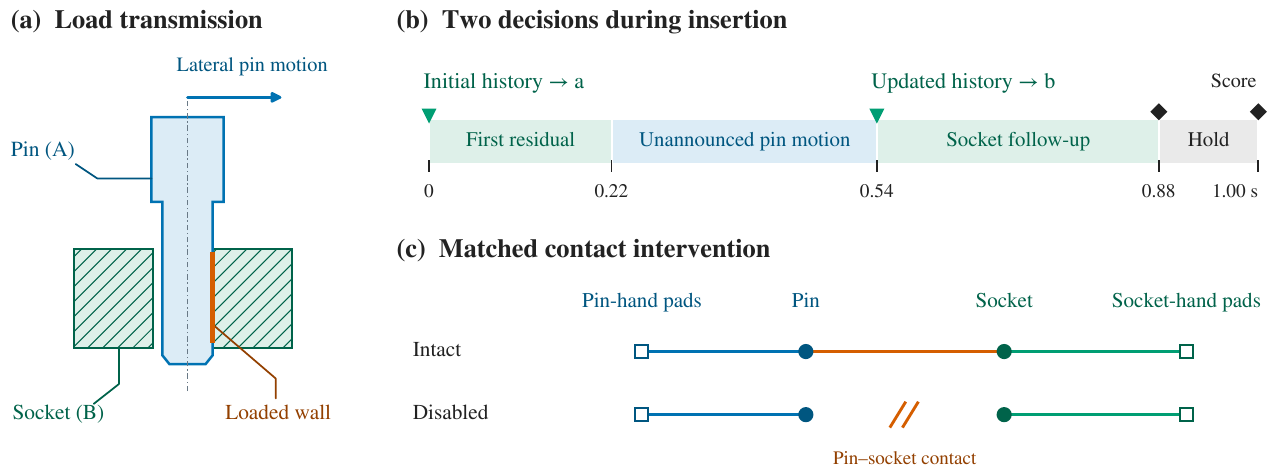 (a) Load transmission
Lateral pin motion
Pin (A)
Socket (B)
Loaded wall
(b) Two decisions during insertion
Initial history → a
Updated history → b
Score
First residual
Unannounced pin motion
Socket follow-up
Hold
0
0.22
0.54
0.88
1.00 s
(c) Matched contact intervention
Pin-hand pads
Pin
Socket
Socket-hand pads
Intact
Disabled
Pin–socket contact